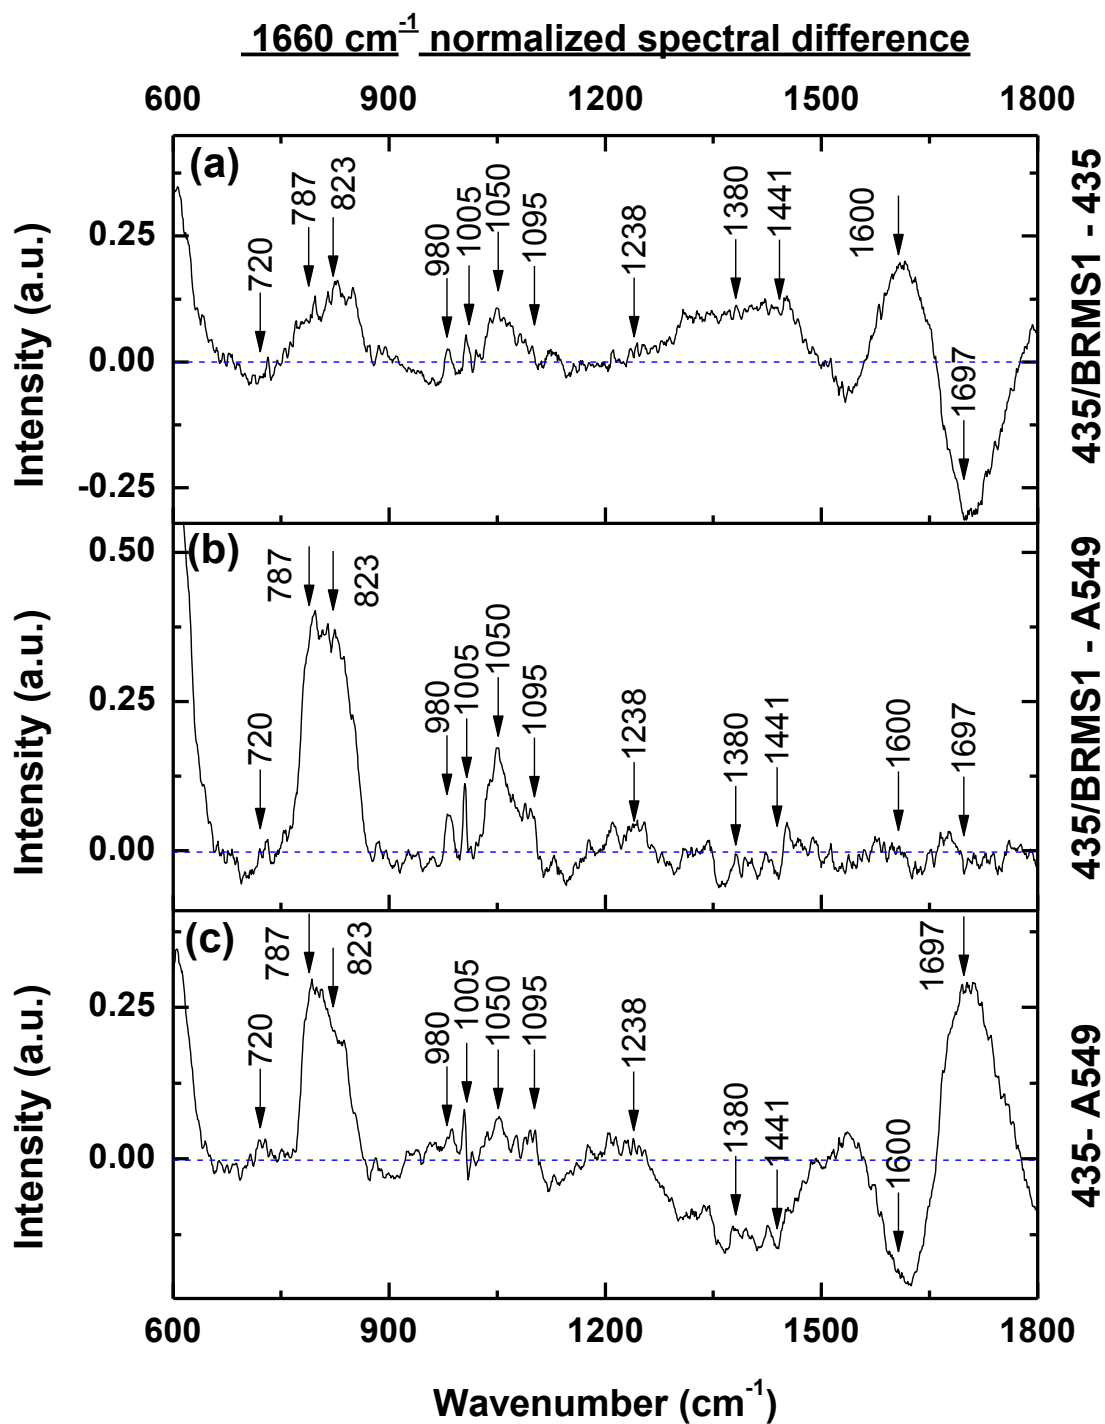 1660 cm⁻¹ normalized spectral difference
600 900 1200 1500 1800
(a)
720 787 823 980 1005 1050 1095 1238 1380 1441 1600 1697
0.25
0.00
-0.25
Intensity (a.u.)
435/BRMS1 - 435
(b)
787 823 720 980 1005 1050 1095 1238 1380 1441 1600 1697
0.50
0.25
0.00
Intensity (a.u.)
435/BRMS1 - A549
(c)
787 823 720 980 1005 1050 1095 1238 1380 1441 1600 1697
0.25
0.00
Intensity (a.u.)
435- A549
600 900 1200 1500 1800
Wavenumber (cm⁻¹)